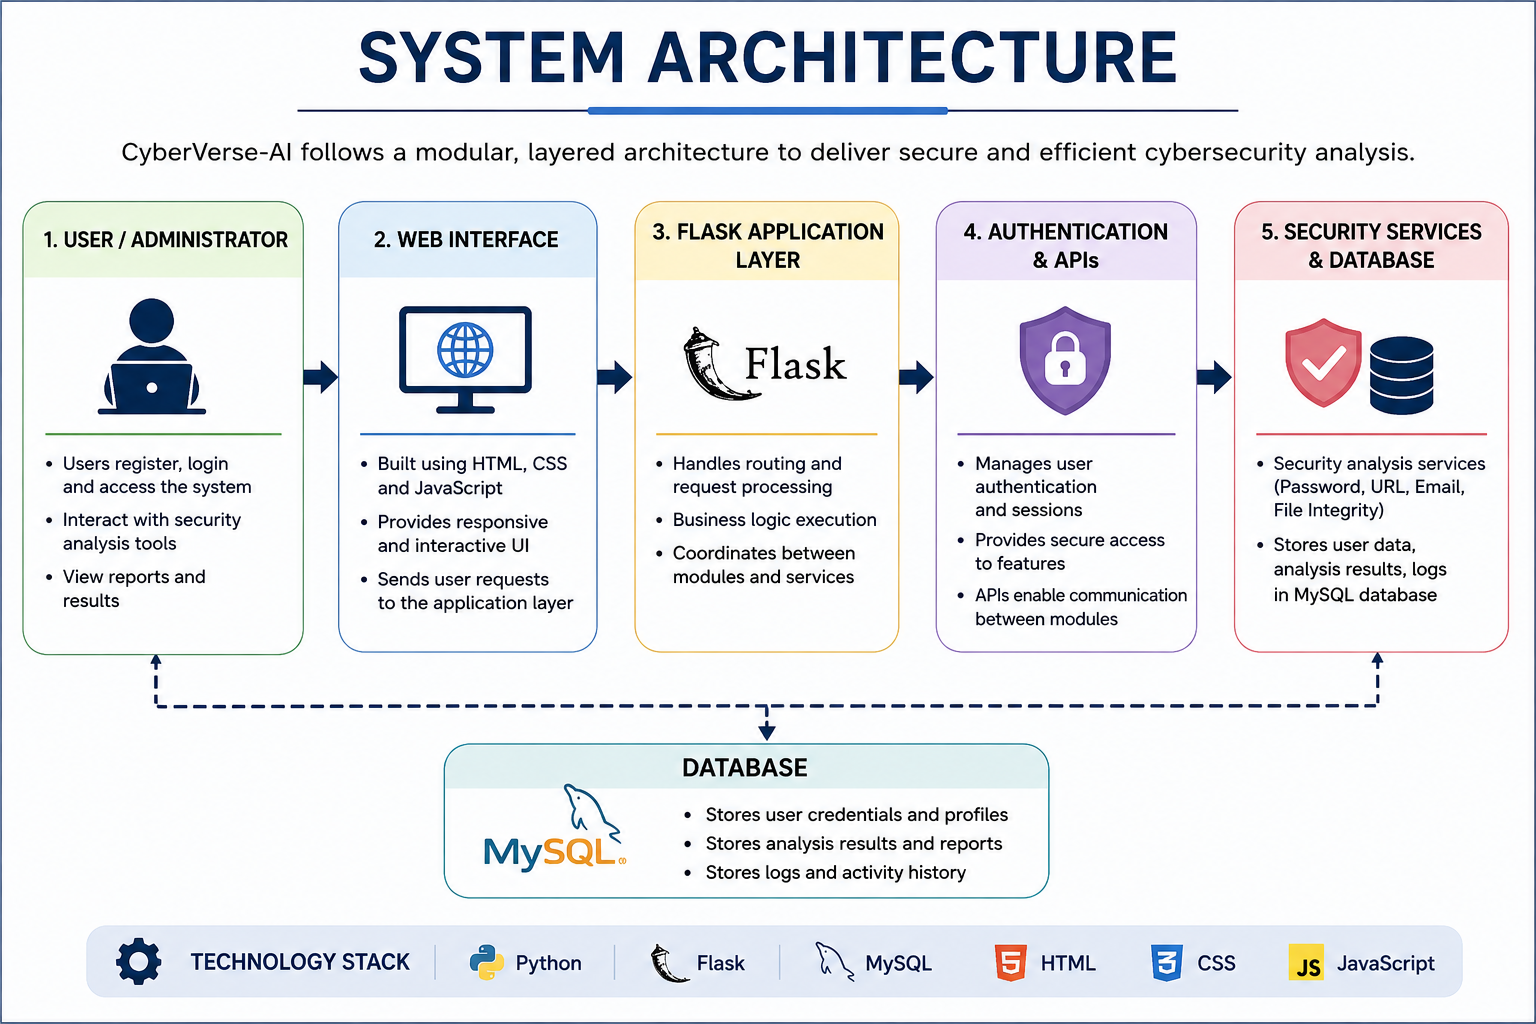 SYSTEM ARCHITECTURE
CyberVerse-AI follows a modular, layered architecture to deliver secure and efficient cybersecurity analysis.
1. USER / ADMINISTRATOR
• Users register, login
and access the system
• Interact with security
analysis tools
• View reports and
results
2. WEB INTERFACE
• Built using HTML, CSS
and JavaScript
• Provides responsive
and interactive UI
• Sends user requests
to the application layer
3. FLASK APPLICATION
LAYER
Flask
• Handles routing and
request processing
• Business logic execution
• Coordinates between
modules and services
4. AUTHENTICATION
& APIs
• Manages user
authentication
and sessions
• Provides secure access
to features
• APIs enable communication
between modules
5. SECURITY SERVICES
& DATABASE
• Security analysis services
(Password, URL, Email,
File Integrity)
• Stores user data,
analysis results, logs
in MySQL database
DATABASE
MySQL
• Stores user credentials and profiles
• Stores analysis results and reports
• Stores logs and activity history
TECHNOLOGY STACK
Python
Flask
MySQL
5 HTML
3 CSS
JS JavaScript